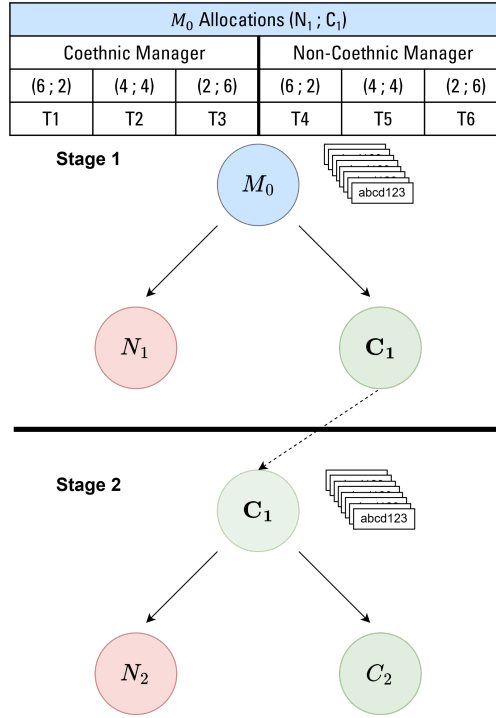 M₀ Allocations (N₁ ; C₁)
Coethnic Manager Non-Coethnic Manager
(6 ; 2) (4 ; 4) (2 ; 6) (6 ; 2) (4 ; 4) (2 ; 6)
T1 T2 T3 T4 T5 T6
Stage 1
M₀
abcd123
N₁ C₁
Stage 2
C₁
abcd123
N₂ C₂